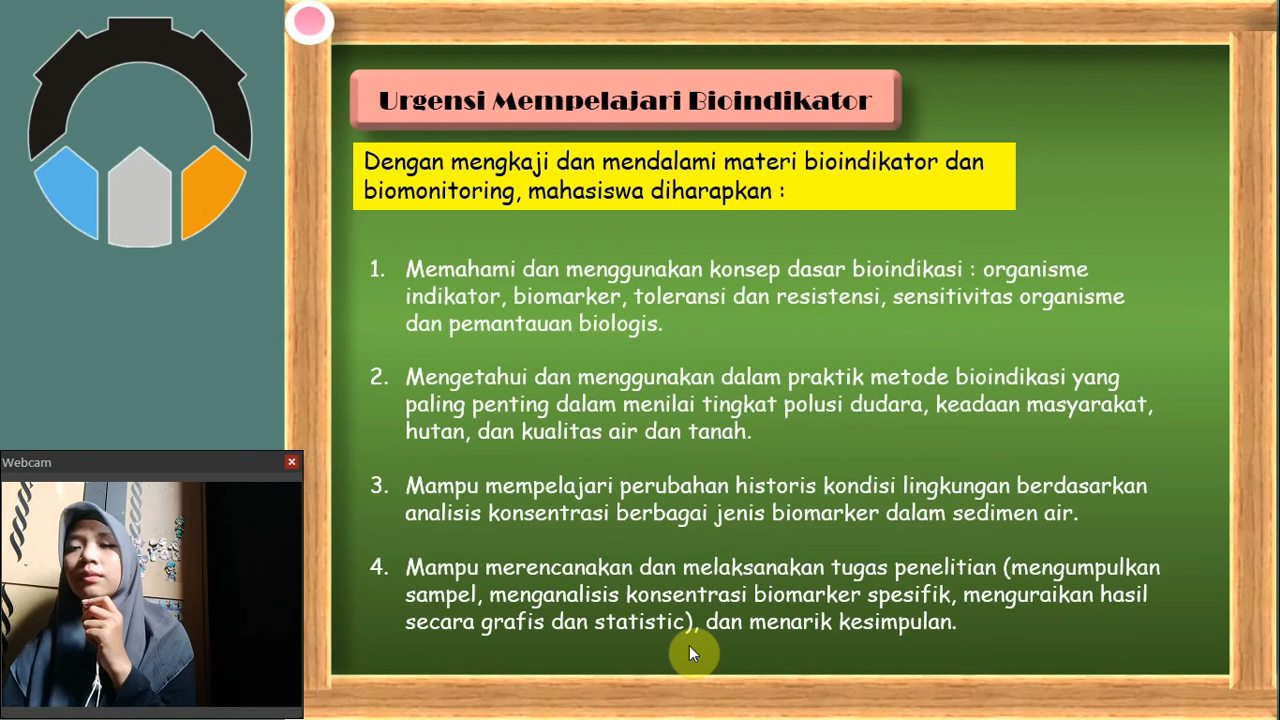 Urgensi Mempelajari Bioindikator
Dengan mengkaji dan mendalami materi bioindikator dan
biomonitoring, mahasiswa diharapkan :
1. Memahami dan menggunakan konsep dasar bioindikasi : organisme
indikator, biomarker, toleransi dan resistensi, sensitivitas organisme
dan pemantauan biologis.
2. Mengetahui dan menggunakan dalam praktik metode bioindikasi yang
paling penting dalam menilai tingkat polusi dudara, keadaan masyarakat,
hutan, dan kualitas air dan tanah.
3. Mampu mempelajari perubahan historis kondisi lingkungan berdasarkan
analisis konsentrasi berbagai jenis biomarker dalam sedimen air.
4. Mampu merencanakan dan melaksanakan tugas penelitian (mengumpulkan
sampel, menganalisis konsentrasi biomarker spesifik, menguraikan hasil
secara grafis dan statistic), dan menarik kesimpulan.
Webcam